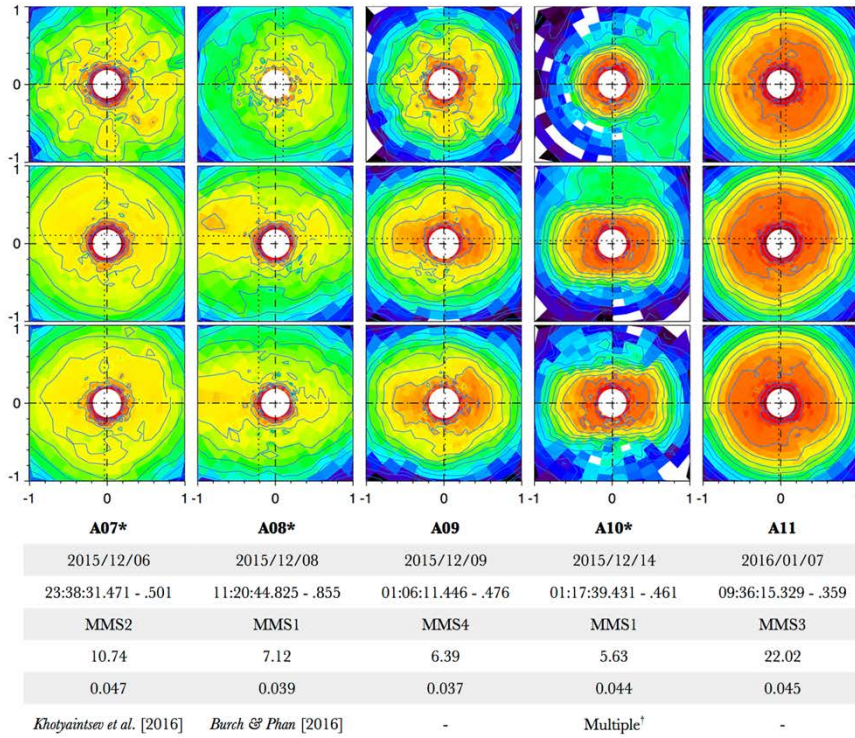 1
0
-1
1
0
-1
1
0
-1
-1 0 1 -1 0 1 -1 0 1 -1 0 1 -1 0 1
A07* A08* A09 A10* A11
2015/12/06 2015/12/08 2015/12/09 2015/12/14 2016/01/07
23:38:31.471 - .501 11:20:44.825 - .855 01:06:11.446 - .476 01:17:39.431 - .461 09:36:15.329 - .359
MMS2 MMS1 MMS4 MMS1 MMS3
10.74 7.12 6.39 5.63 22.02
0.047 0.039 0.037 0.044 0.045
Khotyaintsev et al. [2016] Burch & Phan [2016] - Multiple† -